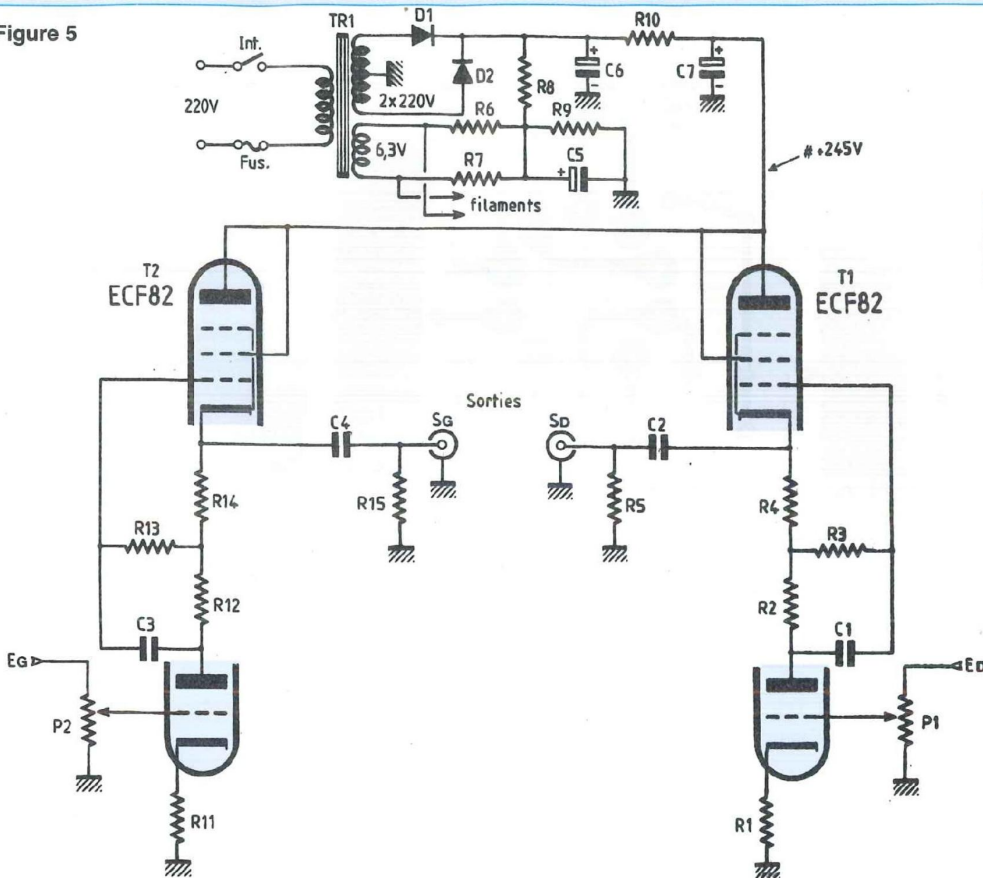 Figure 5
TR1
D1
R10
Int.
C6
C7
D2
R8
220V
2x220V
R6
R9
6,3V
Fus.
R7
C5
filaments
#+245V
T2
ECF82
T1
ECF82
Sorties
C4
SG
SD
C2
R14
R15
R5
R4
R13
R3
R12
R2
C3
C1
EG
ED
P2
P1
R11
R1